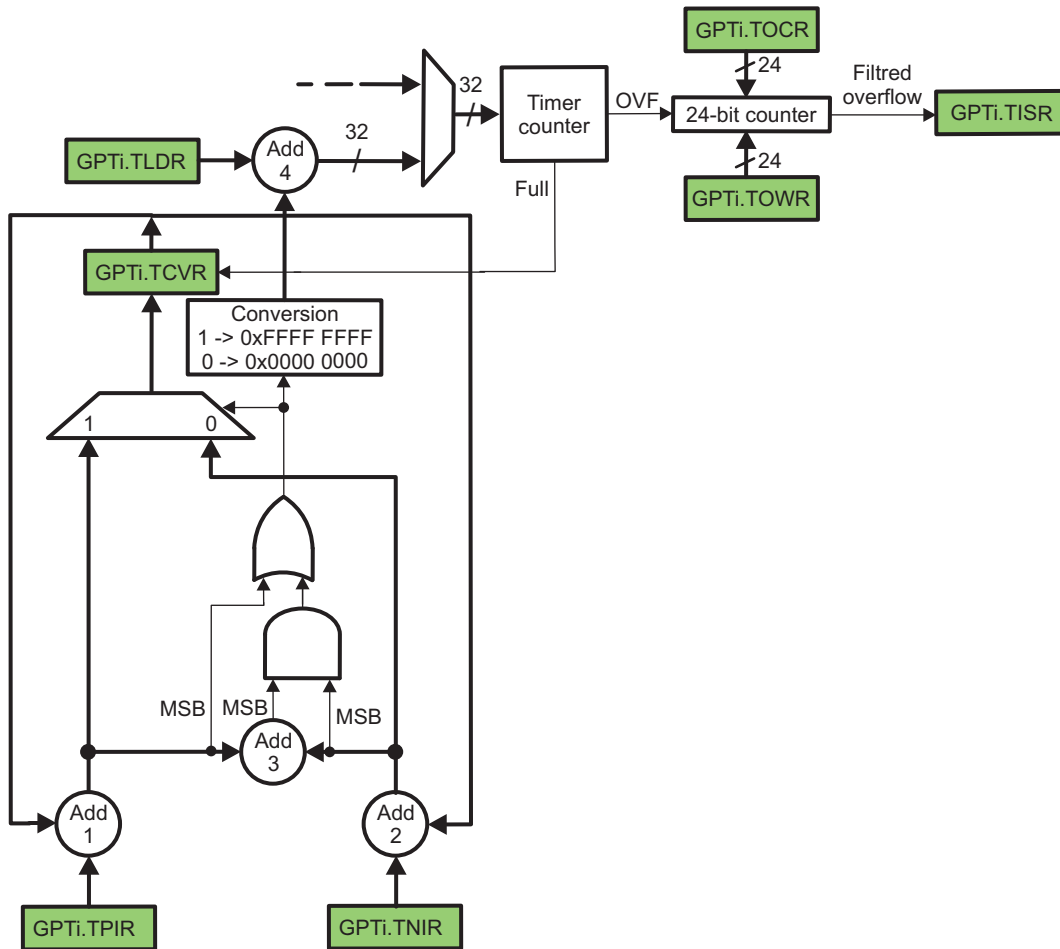 GPTi.TOCR
24
32
Timer
counter
OVF
24-bit counter
Filtred
overflow
GPTi.TISR
24
GPTi.TOWR
GPTi.TLDR
Add
4
32
Full
GPTi.TCVR
Conversion
1 -> 0xFFFF FFFF
0 -> 0x0000 0000
1
0
MSB
MSB
MSB
Add
3
Add
1
Add
2
GPTi.TPIR
GPTi.TNIR